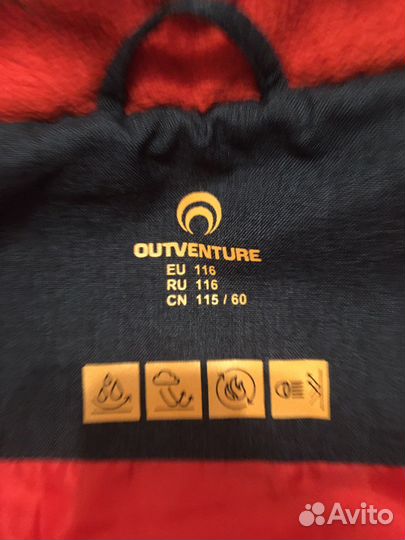 OUTVENTURE
EU 116
RU 116
CN 115 / 60
Avito